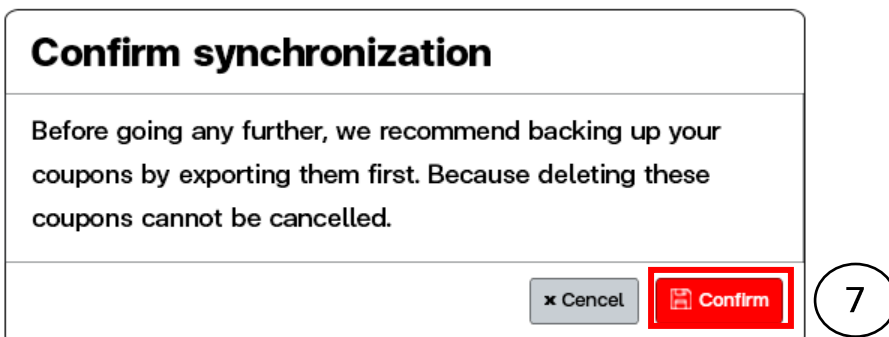 Confirm synchronization
Before going any further, we recommend backing up your
coupons by exporting them first. Because deleting these
coupons cannot be cancelled.
× Cencel
Confirm
7